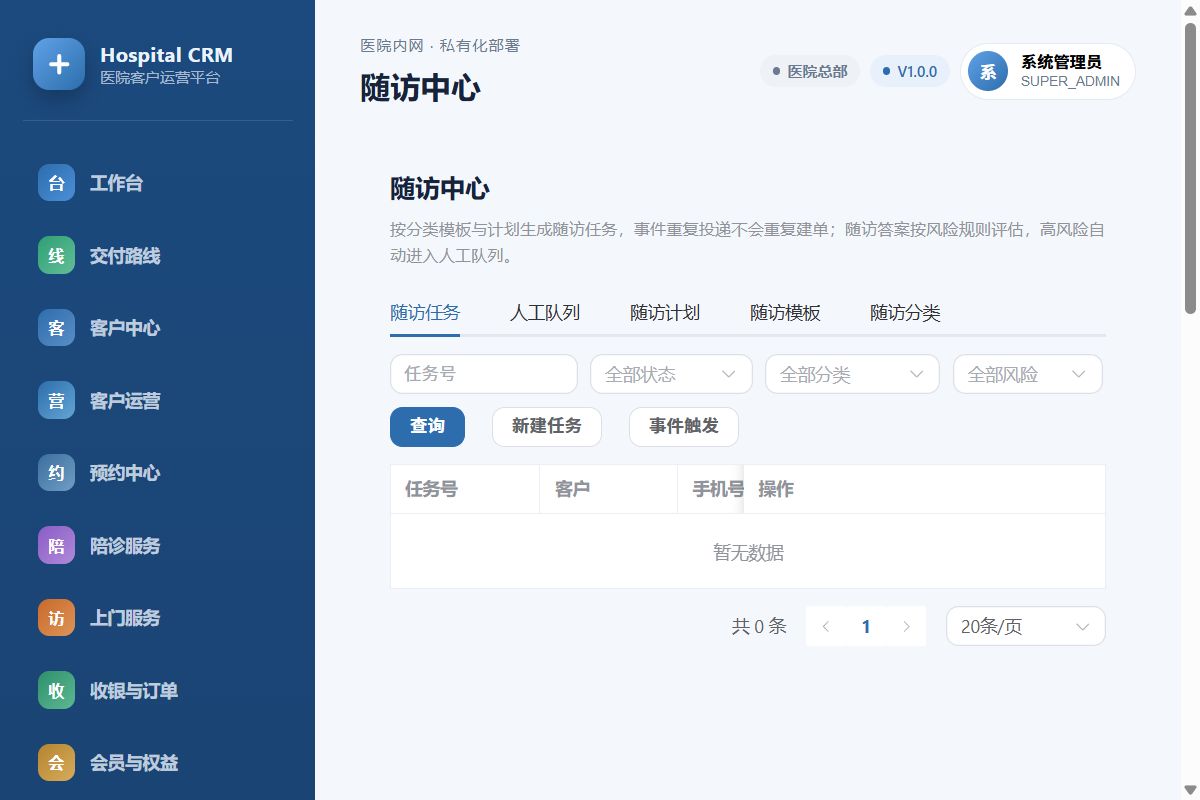 Hospital CRM
医院客户运营平台
台 工作台
线 交付路线
客 客户中心
营 客户运营
约 预约中心
陪 陪诊服务
访 上门服务
收 收银与订单
会 会员与权益
医院内网 · 私有化部署
随访中心
医院总部
V1.0.0
系
系统管理员
SUPER_ADMIN
随访中心
按分类模板与计划生成随访任务，事件重复投递不会重复建单；随访答案按风险规则评估，高风险自
动进入人工队列。
随访任务 人工队列 随访计划 随访模板 随访分类
任务号 全部状态 全部分类 全部风险
查询 新建任务 事件触发
任务号 客户 手机号 操作
暂无数据
共 0 条 1 20条/页